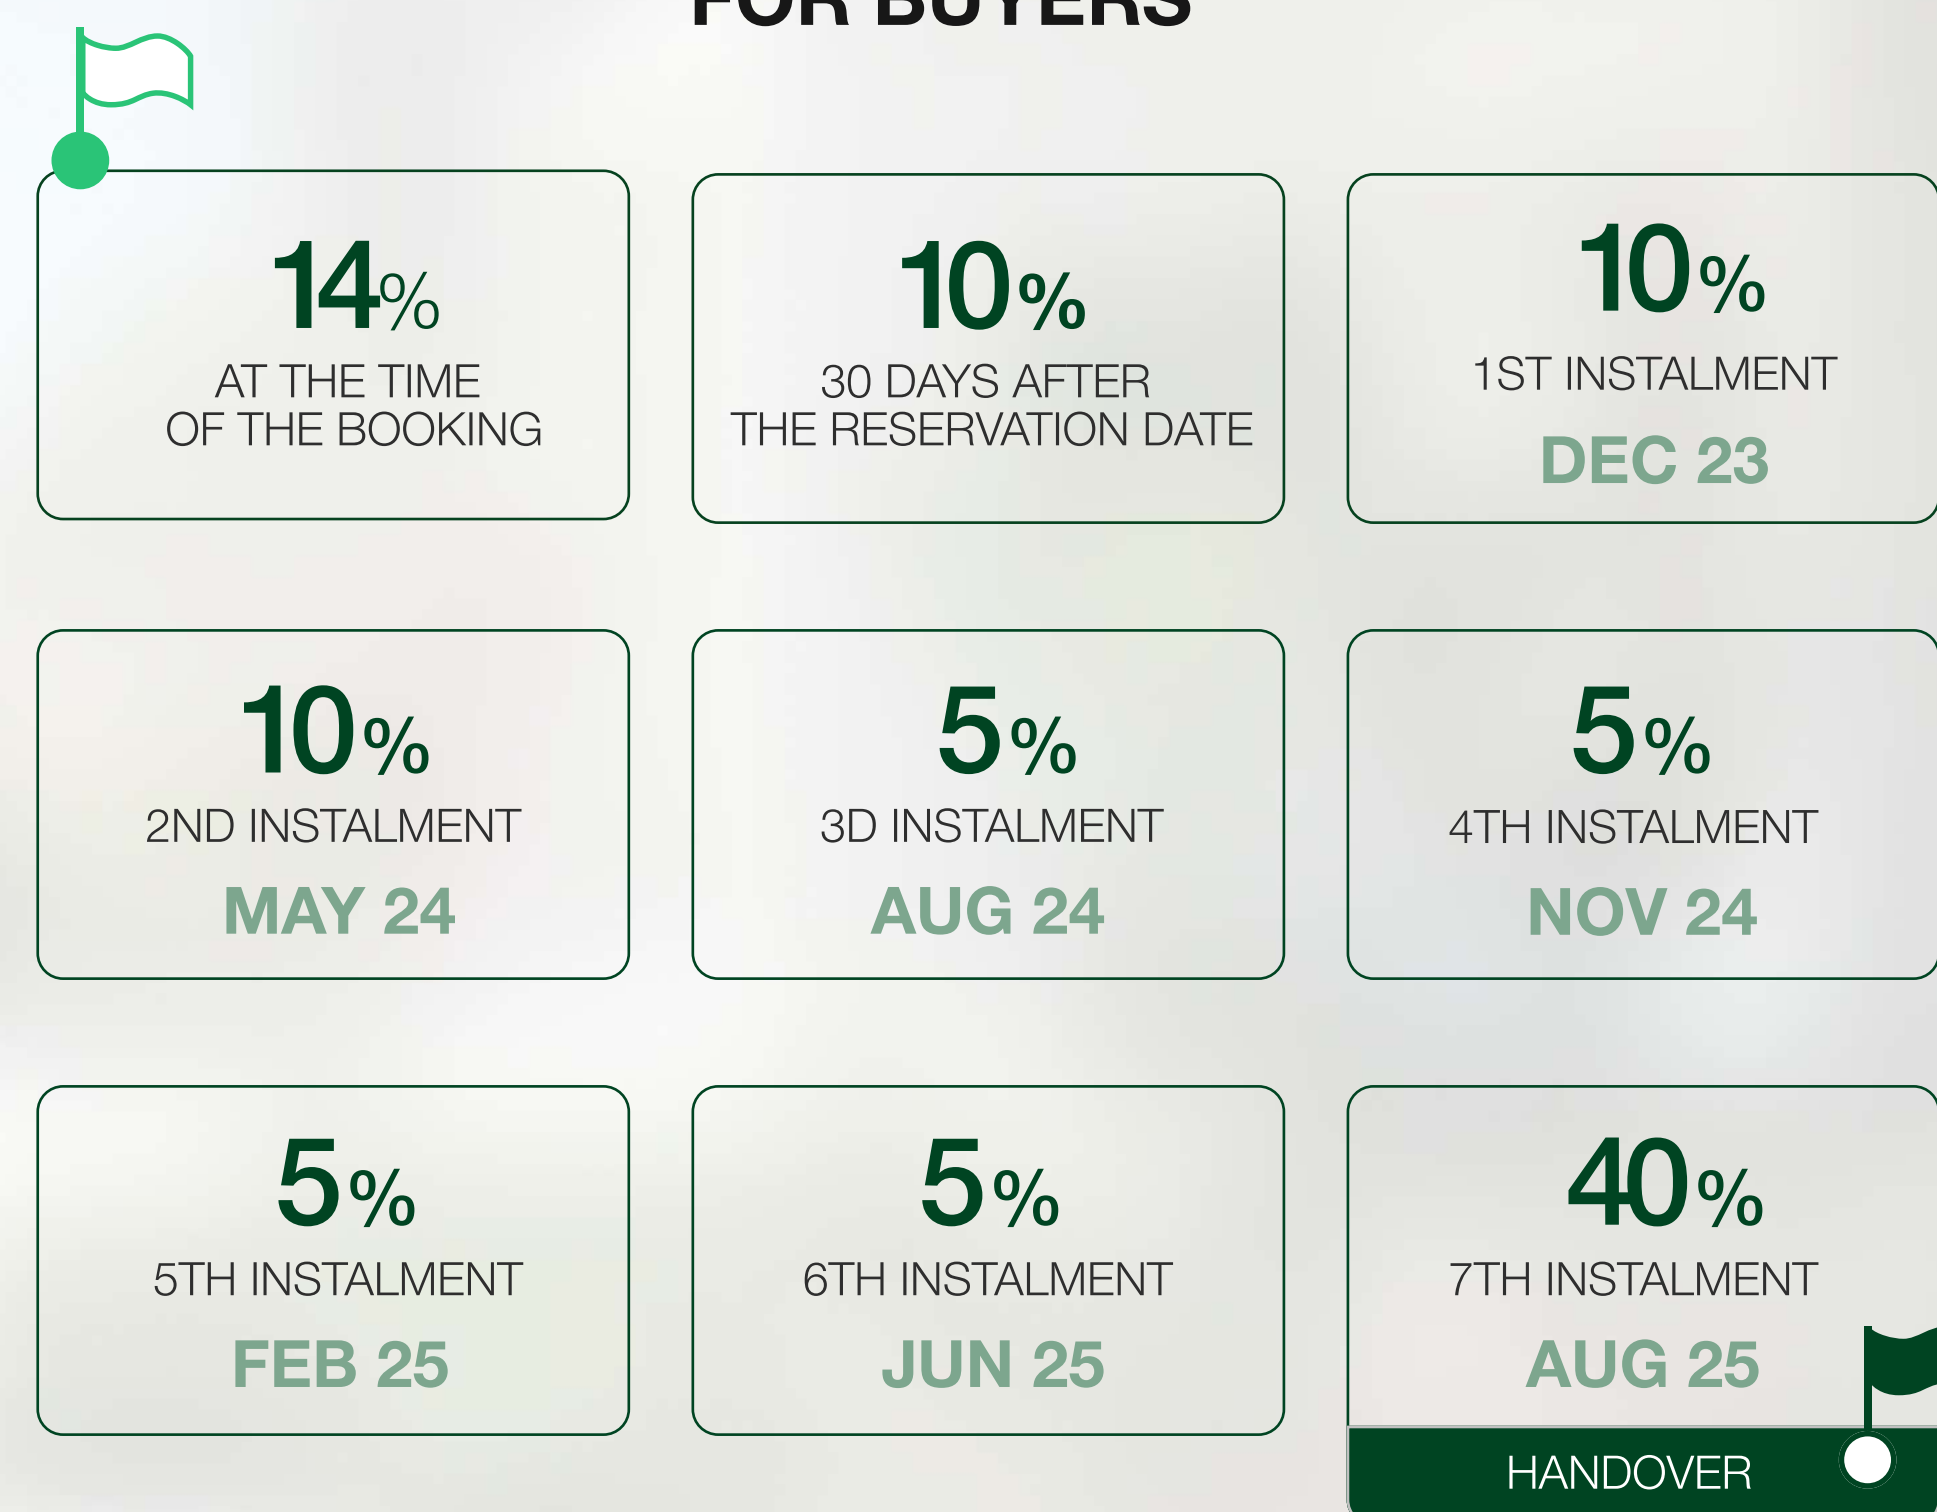 FOR BUYERS
14%
AT THE TIME
OF THE BOOKING
10%
30 DAYS AFTER
THE RESERVATION DATE
10%
1ST INSTALMENT
DEC 23
10%
2ND INSTALMENT
MAY 24
5%
3D INSTALMENT
AUG 24
5%
4TH INSTALMENT
NOV 24
5%
5TH INSTALMENT
FEB 25
5%
6TH INSTALMENT
JUN 25
40%
7TH INSTALMENT
AUG 25
HANDOVER